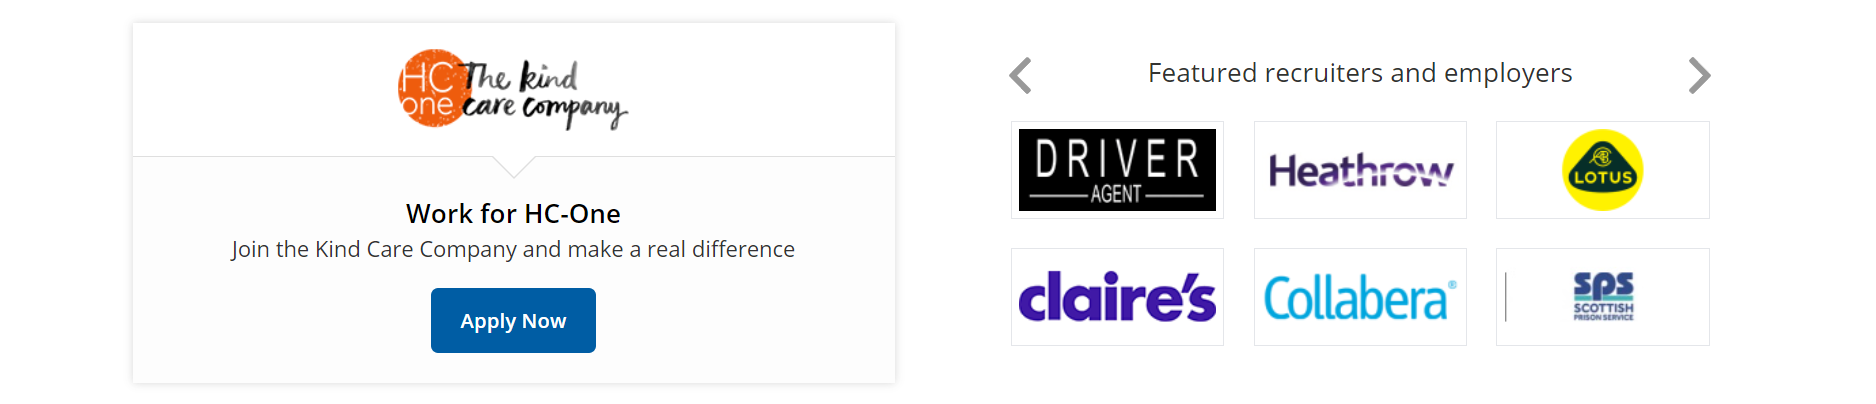 HC
one
The kind
care company
Work for HC-One
Join the Kind Care Company and make a real difference
Apply Now
Featured recruiters and employers
DRIVER
AGENT
Heathrow
LOTUS
claire's
Collabera®
sps
SCOTTISH
PRISON SERVICE